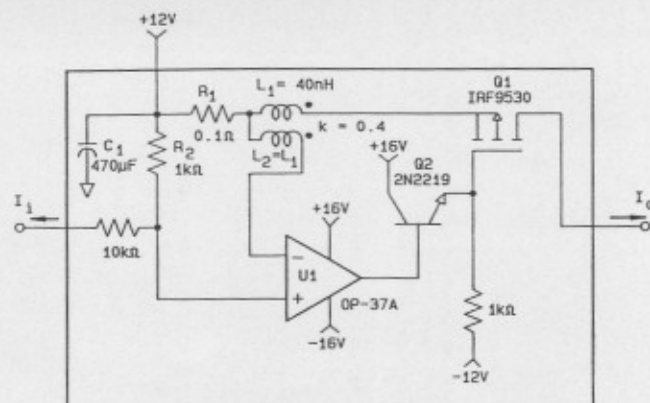 +12V
Q1
IRF9530
L1= 40nH
R1
0.1Ω
k = 0.4
C1
470µF
R2
1kΩ
L2=L1
+16V
Q2
2N2219
Ii
Io
10kΩ
+16V
−
U1
+
OP-37A
−16V
1kΩ
−12V